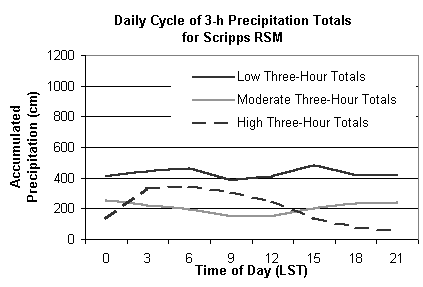 Daily Cycle of 3-h Precipitation Totals
for Scripps RSM
Accumulated
Precipitation (cm)
1200
1000
800
600
400
200
0
Low Three-Hour Totals
Moderate Three-Hour Totals
High Three-Hour Totals
0 3 6 9 12 15 18 21
Time of Day (LST)